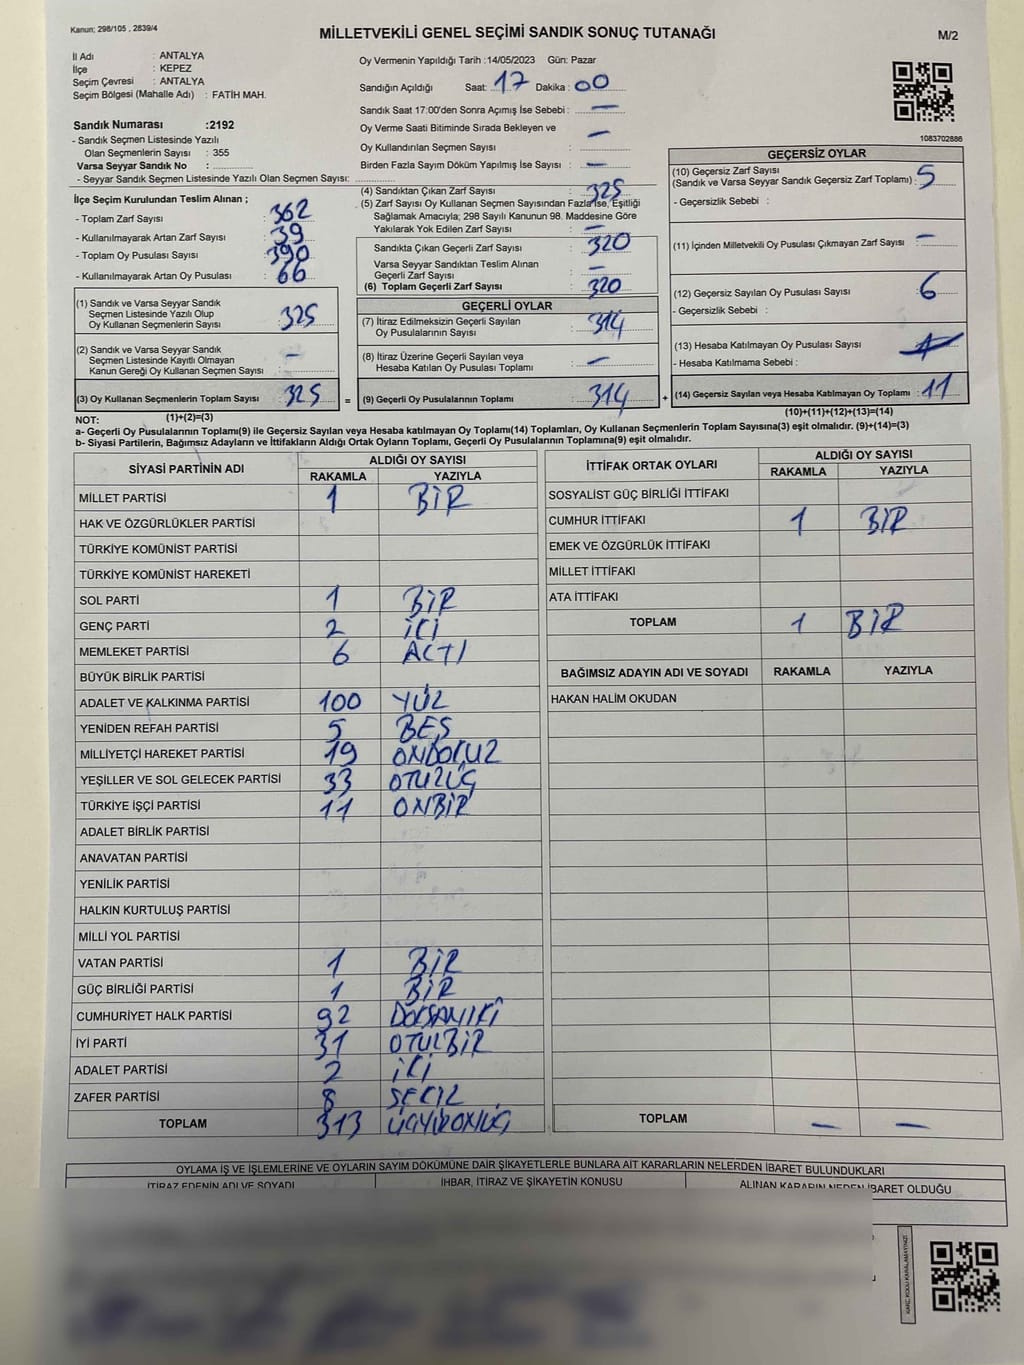 Kanun; 298/105 , 2839/4
MİLLETVEKİLİ GENEL SEÇİMİ SANDIK SONUÇ TUTANAĞI
M/2
İl Adı : ANTALYA
İlçe : KEPEZ
Seçim Çevresi : ANTALYA
Seçim Bölgesi (Mahalle Adı) : FATİH MAH.
Sandık Numarası :2192
- Sandık Seçmen Listesinde Yazılı
Olan Seçmenlerin Sayısı : 355
Varsa Seyyar Sandık No :
- Seyyar Sandık Seçmen Listesinde Yazılı Olan Seçmen Sayısı:
Oy Vermenin Yapıldığı Tarih :14/05/2023 Gün: Pazar
Sandığın Açıldığı Saat: 17 Dakika : 00
Sandık Saat 17:00'den Sonra Açımış İse Sebebi : —
Oy Verme Saati Bitiminde Sırada Bekleyen ve
Oy Kullandırılan Seçmen Sayısı : —
Birden Fazla Sayım Döküm Yapılmış İse Sayısı : —
1083702886
İlçe Seçim Kurulundan Teslim Alınan ;
- Toplam Zarf Sayısı : 362
- Kullanılmayarak Artan Zarf Sayısı : 39
- Toplam Oy Pusulası Sayısı : 390
- Kullanılmayarak Artan Oy Pusulası : 66
(1) Sandık ve Varsa Seyyar Sandık
Seçmen Listesinde Yazılı Olup
Oy Kullanan Seçmenlerin Sayısı : 325
(2) Sandık ve Varsa Seyyar Sandık
Seçmen Listesinde Kayıtlı Olmayan
Kanun Gereği Oy Kullanan Seçmen Sayısı : —
(3) Oy Kullanan Seçmenlerin Toplam Sayısı : 325
(1)+(2)=(3)
(4) Sandıktan Çıkan Zarf Sayısı : 325
(5) Zarf Sayısı Oy Kullanan Seçmen Sayısından Fazla İse, Eşitliği
Sağlamak Amacıyla; 298 Sayılı Kanunun 98. Maddesine Göre
Yakılarak Yok Edilen Zarf Sayısı : —
Sandıkta Çıkan Geçerli Zarf Sayısı : 320
Varsa Seyyar Sandıktan Teslim Alınan
Geçerli Zarf Sayısı : —
(6) Toplam Geçerli Zarf Sayısı : 320
GEÇERLİ OYLAR
(7) İtiraz Edilmeksizin Geçerli Sayılan
Oy Pusulalarının Sayısı : 314
(8) İtiraz Üzerine Geçerli Sayılan veya
Hesaba Katılan Oy Pusulası Toplamı : —
= (9) Geçerli Oy Pusulalarının Toplamı : 314
GEÇERSİZ OYLAR
(10) Geçersiz Zarf Sayısı
(Sandık ve Varsa Seyyar Sandık Geçersiz Zarf Toplamı) : 5
- Geçersizlik Sebebi :
(11) İçinden Milletvekili Oy Pusulası Çıkmayan Zarf Sayısı : —
(12) Geçersiz Sayılan Oy Pusulası Sayısı : 6
- Geçersizlik Sebebi :
(13) Hesaba Katılmayan Oy Pusulası Sayısı :
- Hesaba Katılmama Sebebi :
+ (14) Geçersiz Sayılan veya Hesaba Katılmayan Oy Toplamı : 11
(10)+(11)+(12)+(13)=(14)
NOT:
a- Geçerli Oy Pusulalarının Toplamı(9) ile Geçersiz Sayılan veya Hesaba Katılmayan Oy Toplamı(14) Toplamları, Oy Kullanan Seçmenlerin Toplam Sayısına(3) eşit olmalıdır. (9)+(14)=(3)
b- Siyasi Partilerin, Bağımsız Adayların ve İttifakların Aldığı Ortak Oyların Toplamı, Geçerli Oy Pusulalarının Toplamına(9) eşit olmalıdır.
SİYASİ PARTİNİN ADI ALDIĞI OY SAYISI
RAKAMLA YAZIYLA
MİLLET PARTİSİ 1 BİR
HAK VE ÖZGÜRLÜKLER PARTİSİ
TÜRKİYE KOMÜNİST PARTİSİ
TÜRKİYE KOMÜNİST HAREKETİ
SOL PARTİ 1 BİR
GENÇ PARTİ 2 İKİ
MEMLEKET PARTİSİ 6 ALTI
BÜYÜK BİRLİK PARTİSİ
ADALET VE KALKINMA PARTİSİ 100 YÜZ
YENİDEN REFAH PARTİSİ 5 BEŞ
MİLLİYETÇİ HAREKET PARTİSİ 19 ONDOKUZ
YEŞİLLER VE SOL GELECEK PARTİSİ 33 OTUZÜÇ
TÜRKİYE İŞÇİ PARTİSİ 11 ONBİR
ADALET BİRLİK PARTİSİ
ANAVATAN PARTİSİ
YENİLİK PARTİSİ
HALKIN KURTULUŞ PARTİSİ
MİLLİ YOL PARTİSİ
VATAN PARTİSİ 1 BİR
GÜÇ BİRLİĞİ PARTİSİ 1 BİR
CUMHURİYET HALK PARTİSİ 92 DOKSANİKİ
İYİ PARTİ 31 OTUZBİR
ADALET PARTİSİ 2 İKİ
ZAFER PARTİSİ 8 SEKİZ
TOPLAM 313 ÜÇYÜZONÜÇ
İTTİFAK ORTAK OYLARI ALDIĞI OY SAYISI
RAKAMLA YAZIYLA
SOSYALİST GÜÇ BİRLİĞİ İTTİFAKI
CUMHUR İTTİFAKI 1 BİR
EMEK VE ÖZGÜRLÜK İTTİFAKI
MİLLET İTTİFAKI
ATA İTTİFAKI
TOPLAM 1 BİR
BAĞIMSIZ ADAYIN ADI VE SOYADI RAKAMLA YAZIYLA
HAKAN HALİM OKUDAN
TOPLAM — —
OYLAMA İŞ VE İŞLEMLERİNE VE OYLARIN SAYIM DÖKÜMÜNE DAİR ŞİKAYETLERLE BUNLARA AİT KARARLARIN NELERDEN İBARET BULUNDUKLARI
İTİRAZ EDENİN ADI VE SOYADI İHBAR, İTİRAZ VE ŞİKAYETİN KONUSU ALINAN KARARIN NEDEN İBARET OLDUĞU